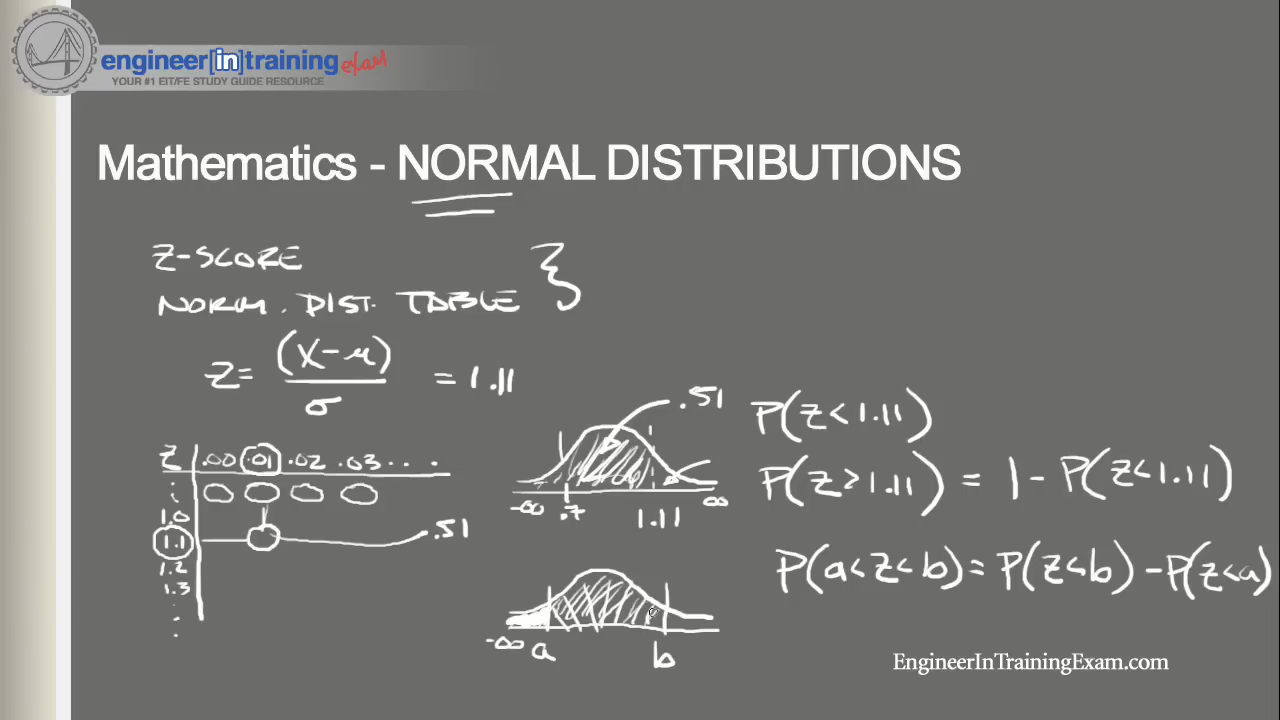 engineer[in]training exam
YOUR #1 EIT/FE STUDY GUIDE RESOURCE
Mathematics - NORMAL DISTRIBUTIONS
Z-SCORE
NORM. DIST. TABLE }
Z= (X-μ) / σ = 1.11
Z .00 .01 .02 .03 . . .
:
1.0
1.1 .51
1.2
1.3
:
.51
-∞ .7 1.11 ∞
P(Z<1.11)
P(Z>1.11) = 1 - P(Z<1.11)
P(a<Z<b) = P(Z<b) - P(Z<a)
-∞ a b
EngineerInTrainingExam.com